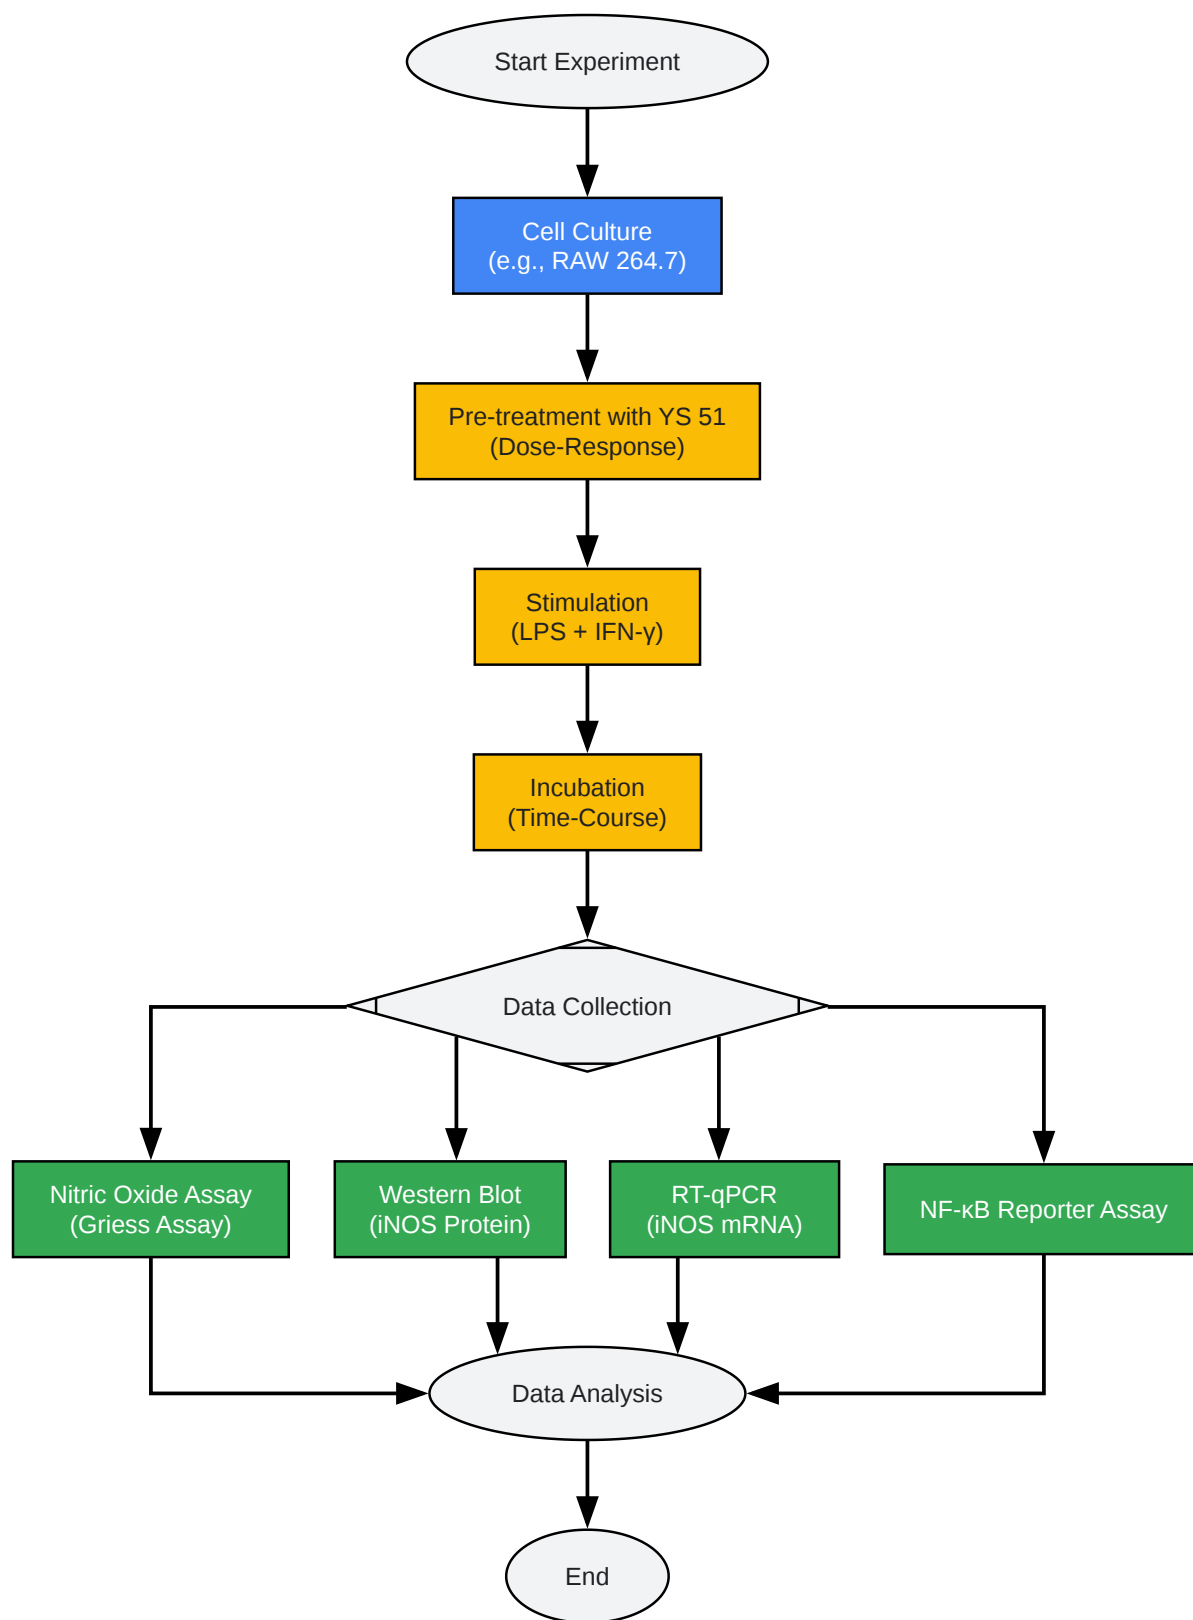 Start Experiment
Cell Culture
(e.g., RAW 264.7)
Pre-treatment with YS 51
(Dose-Response)
Stimulation
(LPS + IFN-γ)
Incubation
(Time-Course)
Data Collection
Nitric Oxide Assay
(Griess Assay)
Western Blot
(iNOS Protein)
RT-qPCR
(iNOS mRNA)
NF-κB Reporter Assay
Data Analysis
End